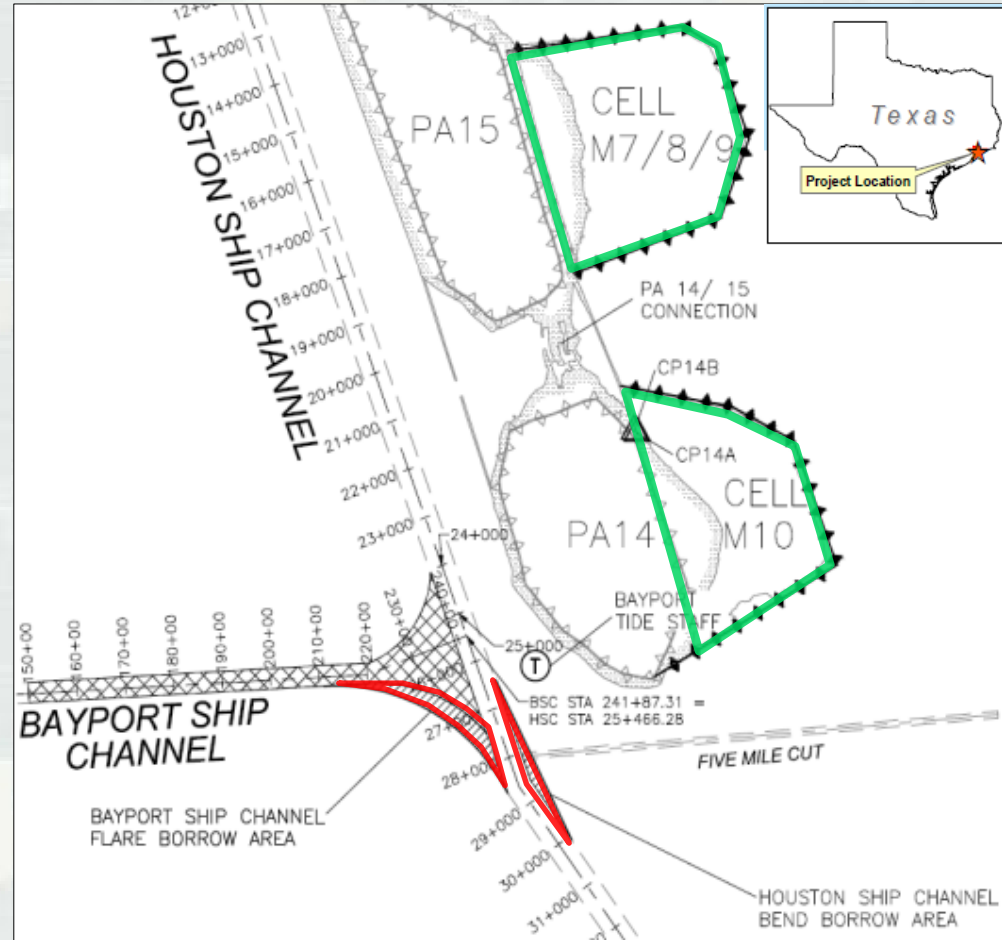 12+000
13+000
14+000
15+000
16+000
17+000
18+000
19+000
20+000
21+000
22+000
23+000
24+000
HOUSTON SHIP CHANNEL
PA15
CELL
M7/8/9
Texas
Project Location
PA 14/ 15
CONNECTION
CP14B
CP14A
CELL
M10
PA14
BAYPORT
TIDE STAFF
T
25+000
150+00
160+00
170+00
180+00
190+00
200+00
210+00
220+00
230+00
BAYPORT SHIP
CHANNEL
BSC STA 241+87.31 =
HSC STA 25+466.28
27+000
28+000
29+000
30+000
31+000
FIVE MILE CUT
BAYPORT SHIP CHANNEL
FLARE BORROW AREA
HOUSTON SHIP CHANNEL
BEND BORROW AREA